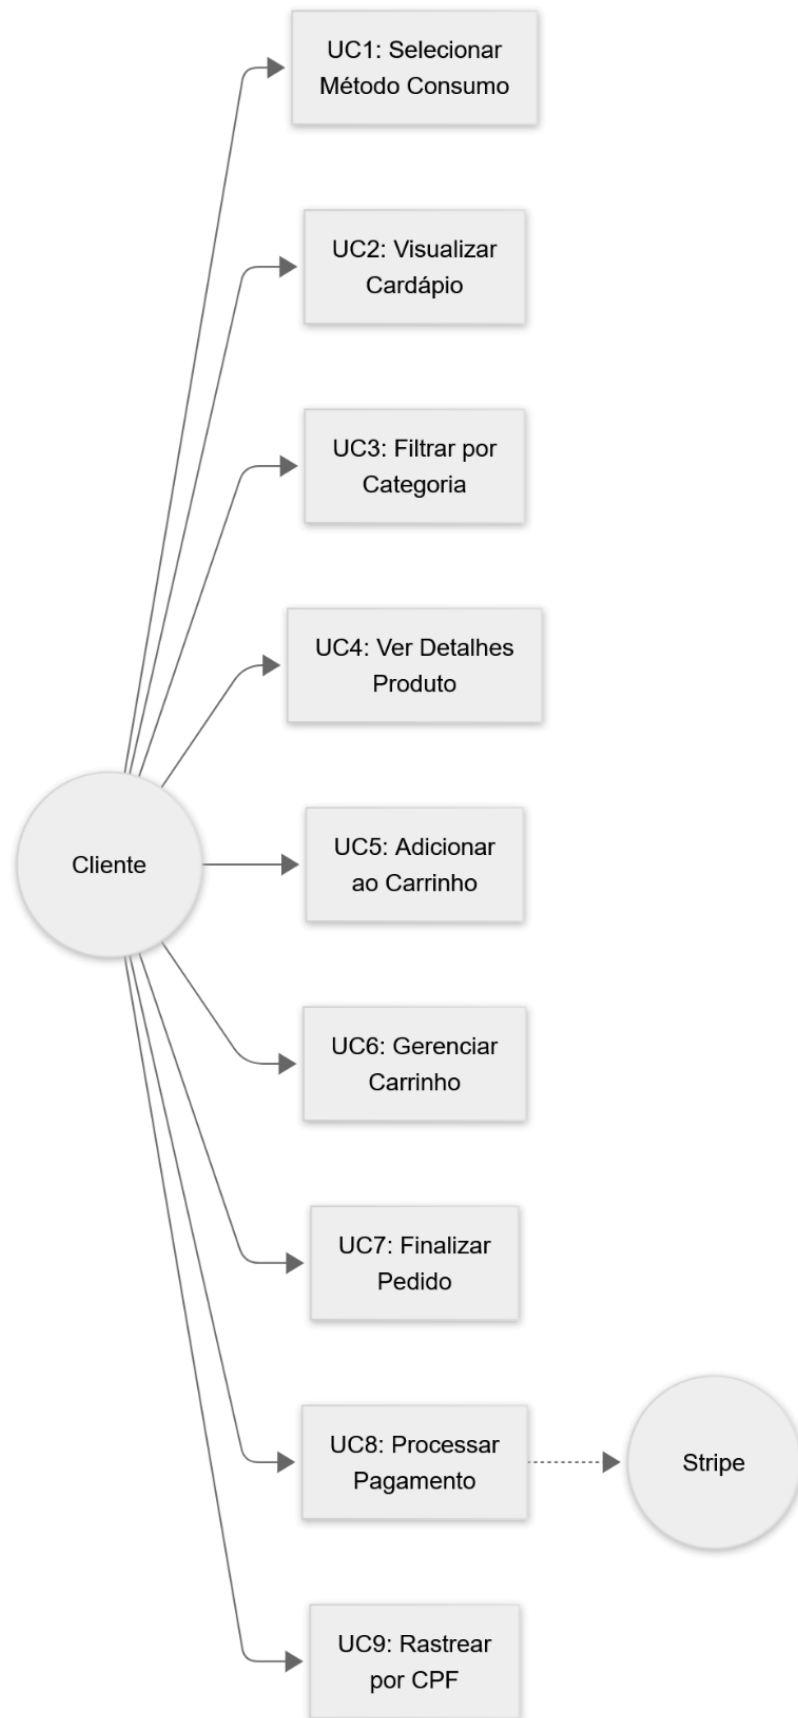 UC1: Selecionar
Método Consumo
UC2: Visualizar
Cardápio
UC3: Filtrar por
Categoria
UC4: Ver Detalhes
Produto
Cliente
UC5: Adicionar
ao Carrinho
UC6: Gerenciar
Carrinho
UC7: Finalizar
Pedido
UC8: Processar
Pagamento
Stripe
UC9: Rastrear
por CPF